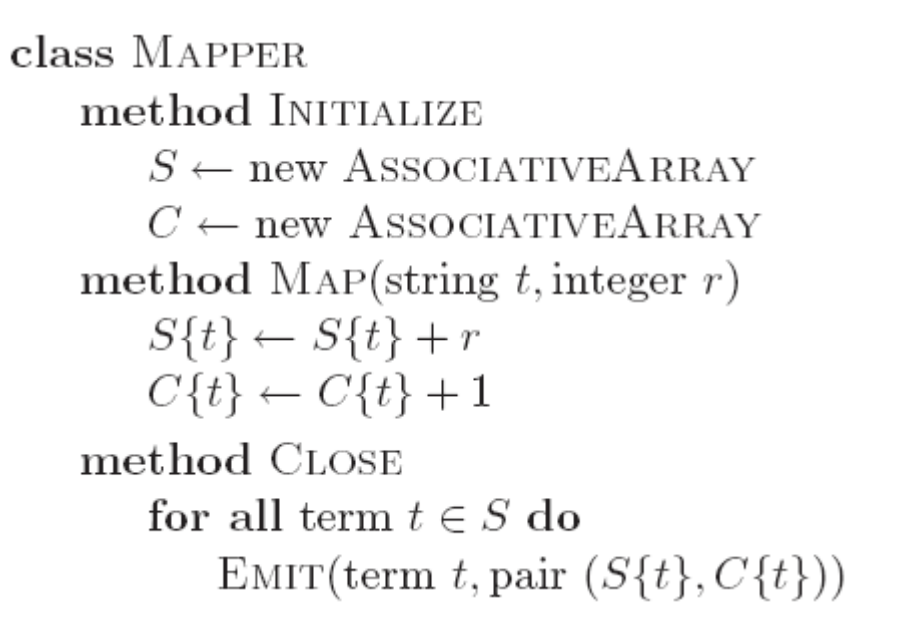 class MAPPER
method INITIALIZE
S ← new ASSOCIATIVEARRAY
C ← new ASSOCIATIVEARRAY
method MAP(string t, integer r)
S{t} ← S{t} + r
C{t} ← C{t} + 1
method CLOSE
for all term t ∈ S do
EMIT(term t, pair (S{t}, C{t}))